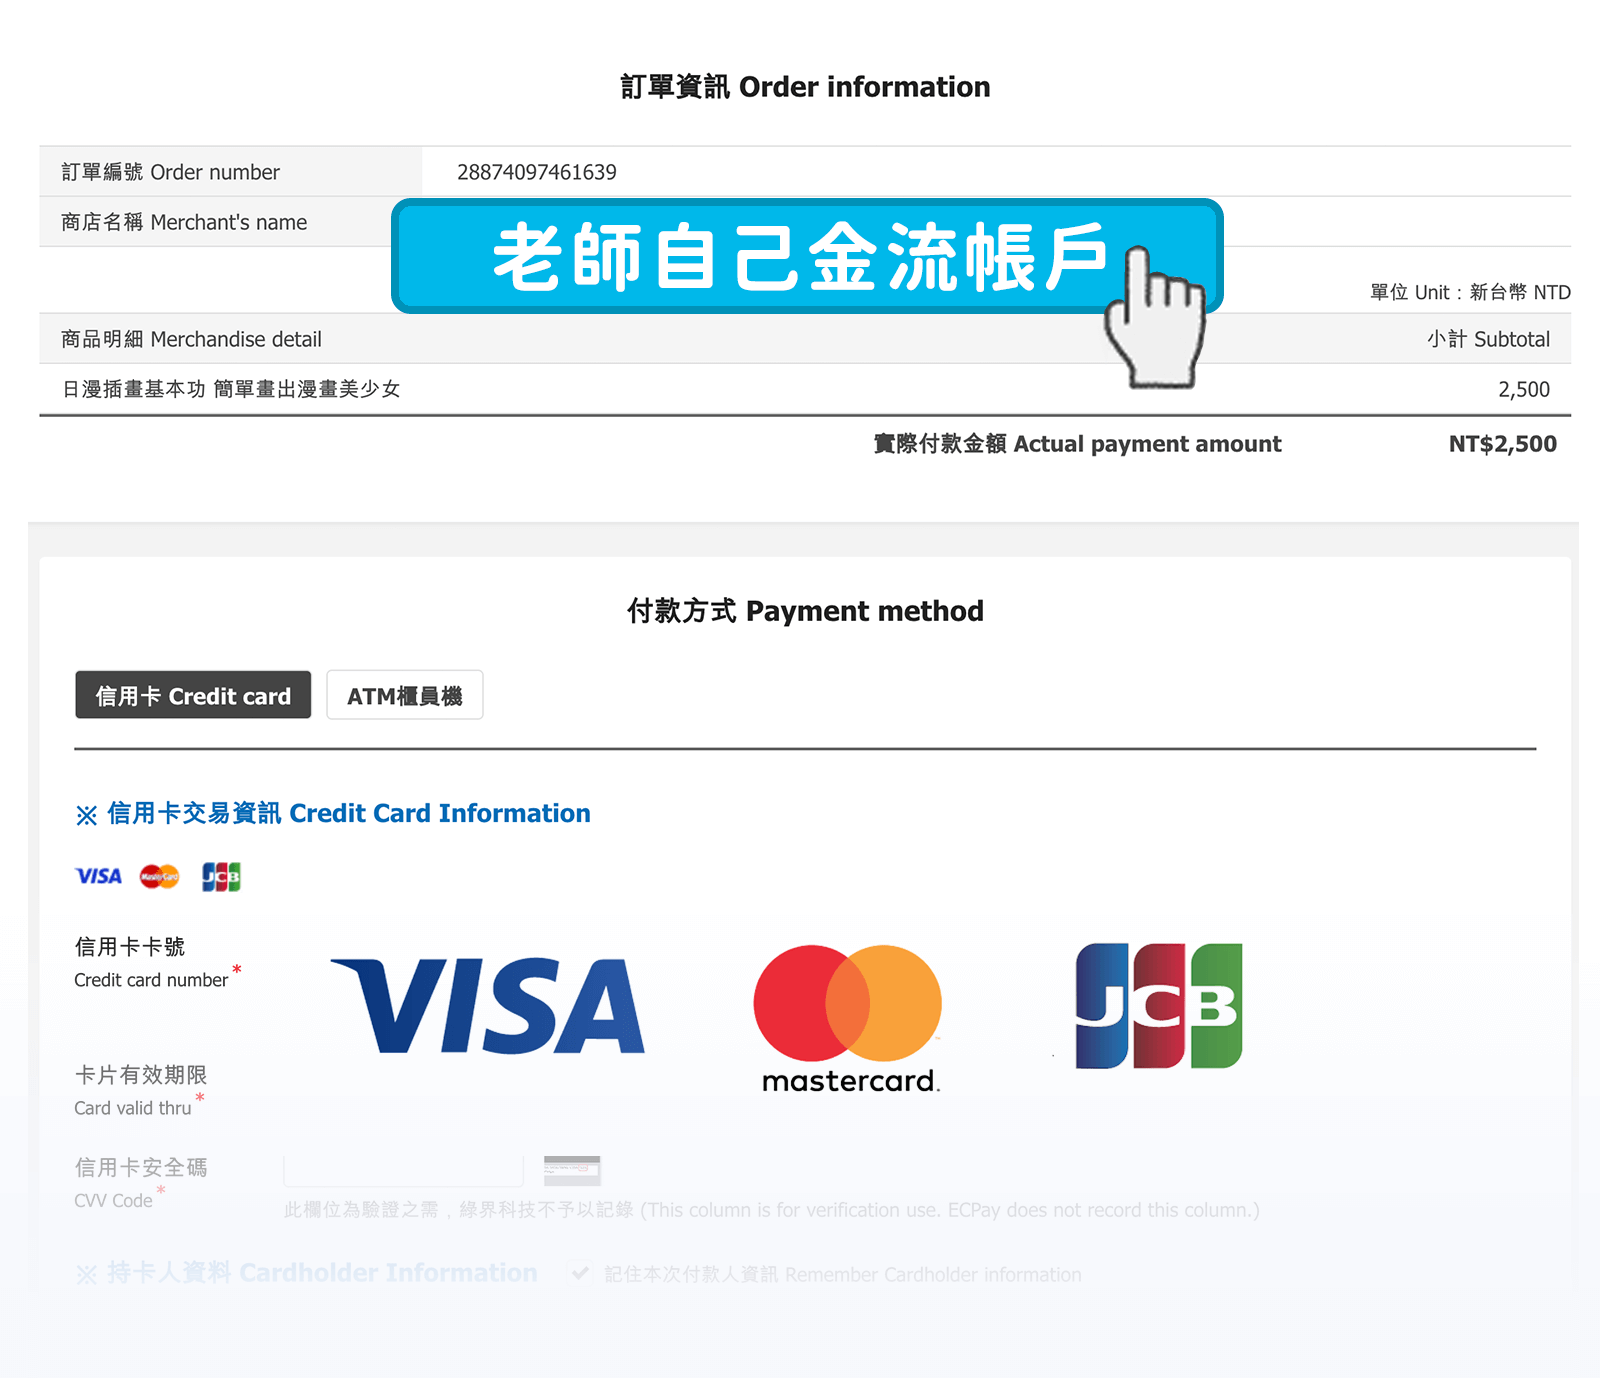 訂單資訊 Order information
訂單編號 Order number 28874097461639
商店名稱 Merchant's name
老師自己金流帳戶
單位 Unit：新台幣 NTD
商品明細 Merchandise detail 小計 Subtotal
日漫插畫基本功 簡單畫出漫畫美少女 2,500
實際付款金額 Actual payment amount NT$2,500
付款方式 Payment method
信用卡 Credit card ATM櫃員機
※ 信用卡交易資訊 Credit Card Information
VISA MasterCard JCB
信用卡卡號
Credit card number *
VISA mastercard. JCB
卡片有效期限
Card valid thru *
信用卡安全碼
CVV Code *
此欄位為驗證之需，綠界科技不予以記錄 (This column is for verification use. ECPay does not record this column.)
※ 持卡人資料 Cardholder Information ✔ 記住本次付款人資訊 Remember Cardholder information